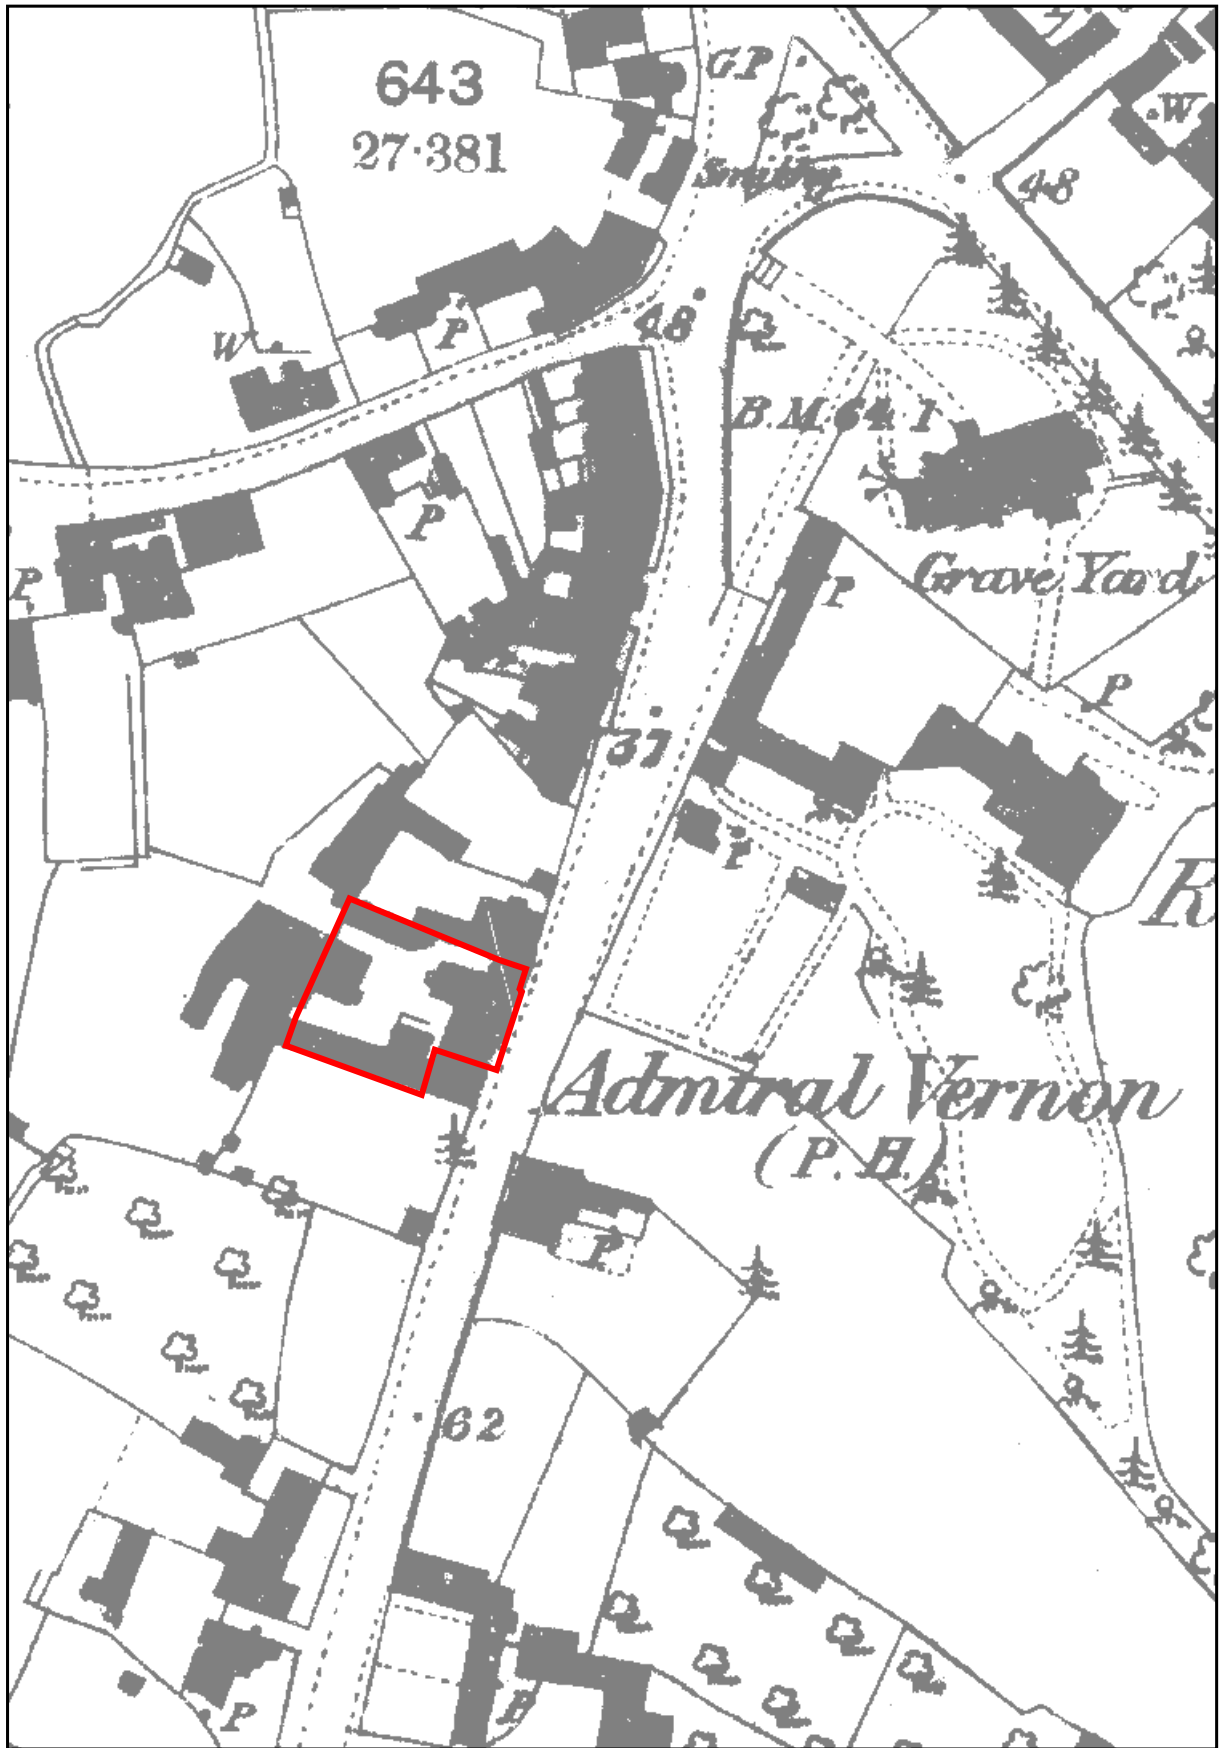 643
27·381
G.P
Smithy
W
48
P
48
W
B.M. 64.1
P
Grave Yard
P
P
P
37
P
R
Admiral Vernon
(P. H.)
P
62
P
P